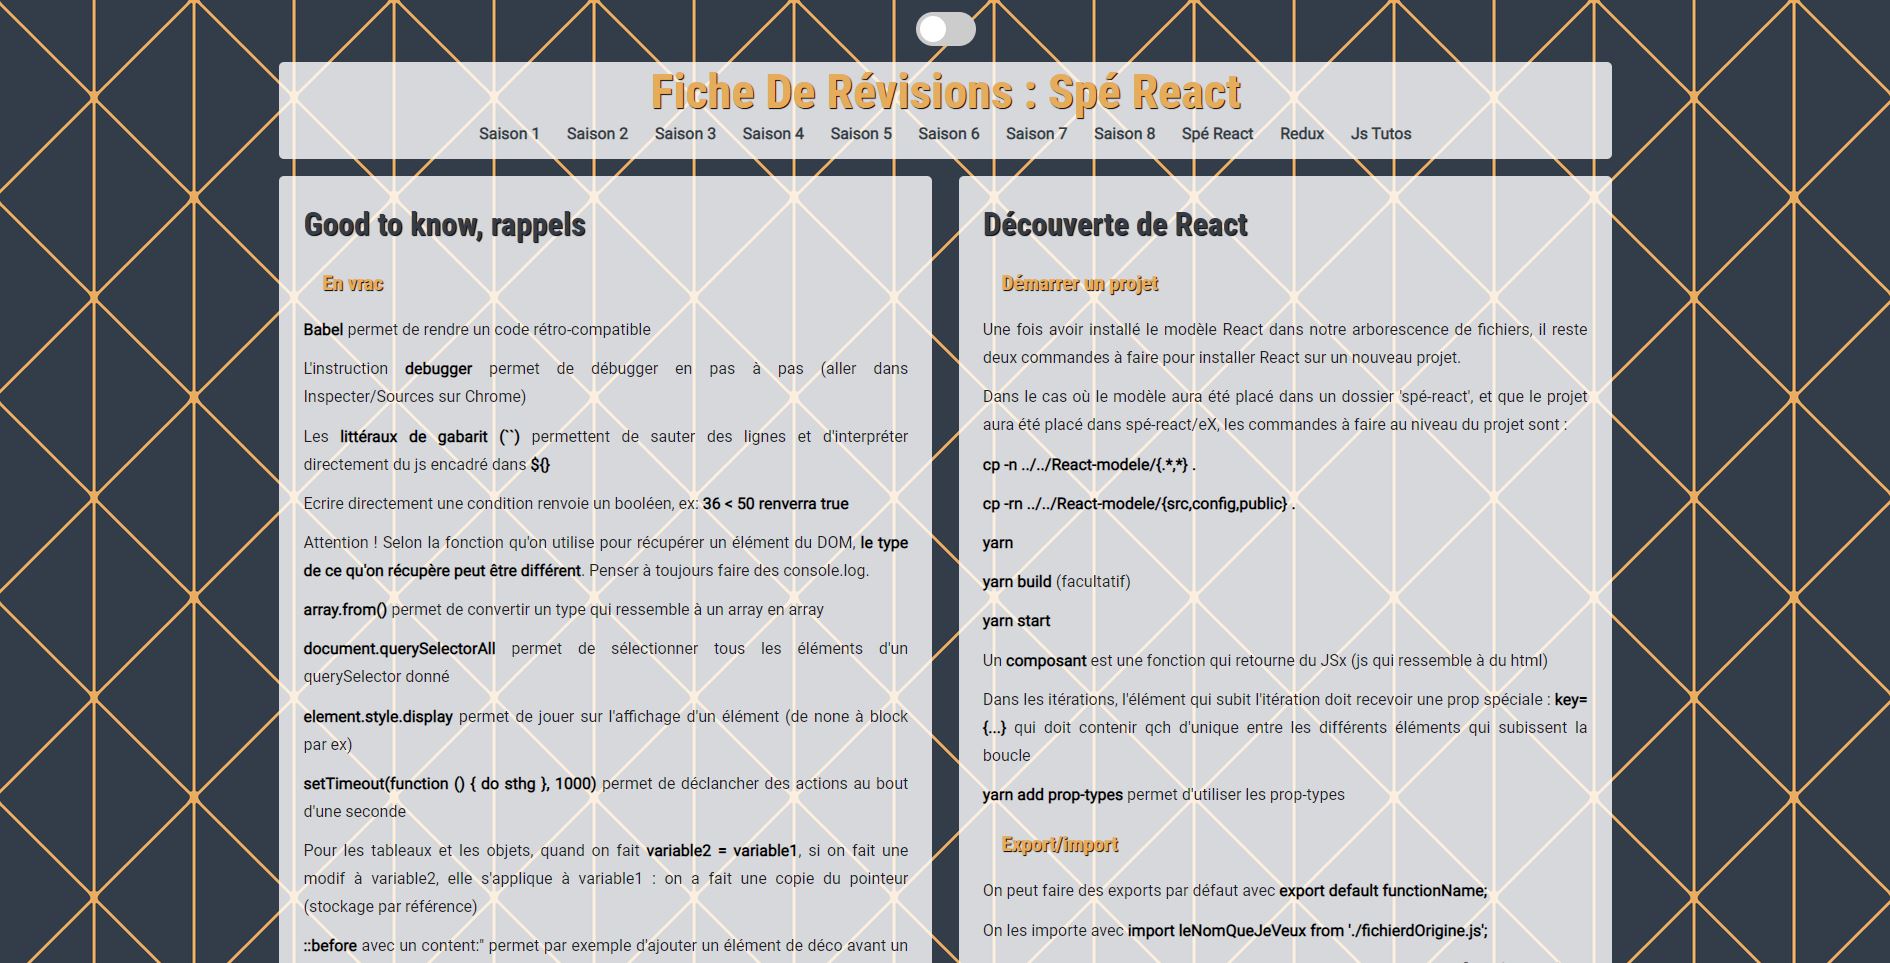 Fiche De Révisions : Spé React
Saison 1 Saison 2 Saison 3 Saison 4 Saison 5 Saison 6 Saison 7 Saison 8 Spé React Redux Js Tutos
Good to know, rappels
En vrac
Babel permet de rendre un code rétro-compatible
L'instruction debugger permet de débugger en pas à pas (aller dans
Inspecter/Sources sur Chrome)
Les littéraux de gabarit (``) permettent de sauter des lignes et d'interpréter
directement du js encadré dans ${}
Ecrire directement une condition renvoie un booléen, ex: 36 < 50 renverra true
Attention ! Selon la fonction qu'on utilise pour récupérer un élément du DOM, le type
de ce qu'on récupère peut être différent. Penser à toujours faire des console.log.
array.from() permet de convertir un type qui ressemble à un array en array
document.querySelectorAll permet de sélectionner tous les éléments d'un
querySelector donné
element.style.display permet de jouer sur l'affichage d'un élément (de none à block
par ex)
setTimeout(function () { do sthg }, 1000) permet de déclancher des actions au bout
d'une seconde
Pour les tableaux et les objets, quand on fait variable2 = variable1, si on fait une
modif à variable2, elle s'applique à variable1 : on a fait une copie du pointeur
(stockage par référence)
::before avec un content:'' permet par exemple d'ajouter un élément de déco avant un
Découverte de React
Démarrer un projet
Une fois avoir installé le modèle React dans notre arborescence de fichiers, il reste
deux commandes à faire pour installer React sur un nouveau projet.
Dans le cas où le modèle aura été placé dans un dossier 'spé-react', et que le projet
aura été placé dans spé-react/eX, les commandes à faire au niveau du projet sont :
cp -n ../../React-modele/{.*,*} .
cp -rn ../../React-modele/{src,config,public} .
yarn
yarn build (facultatif)
yarn start
Un composant est une fonction qui retourne du JSx (js qui ressemble à du html)
Dans les itérations, l'élément qui subit l'itération doit recevoir une prop spéciale : key=
{...} qui doit contenir qch d'unique entre les différents éléments qui subissent la
boucle
yarn add prop-types permet d'utiliser les prop-types
Export/import
On peut faire des exports par défaut avec export default functionName;
On les importe avec import leNomQueJeVeux from './fichierdOrigine.js';